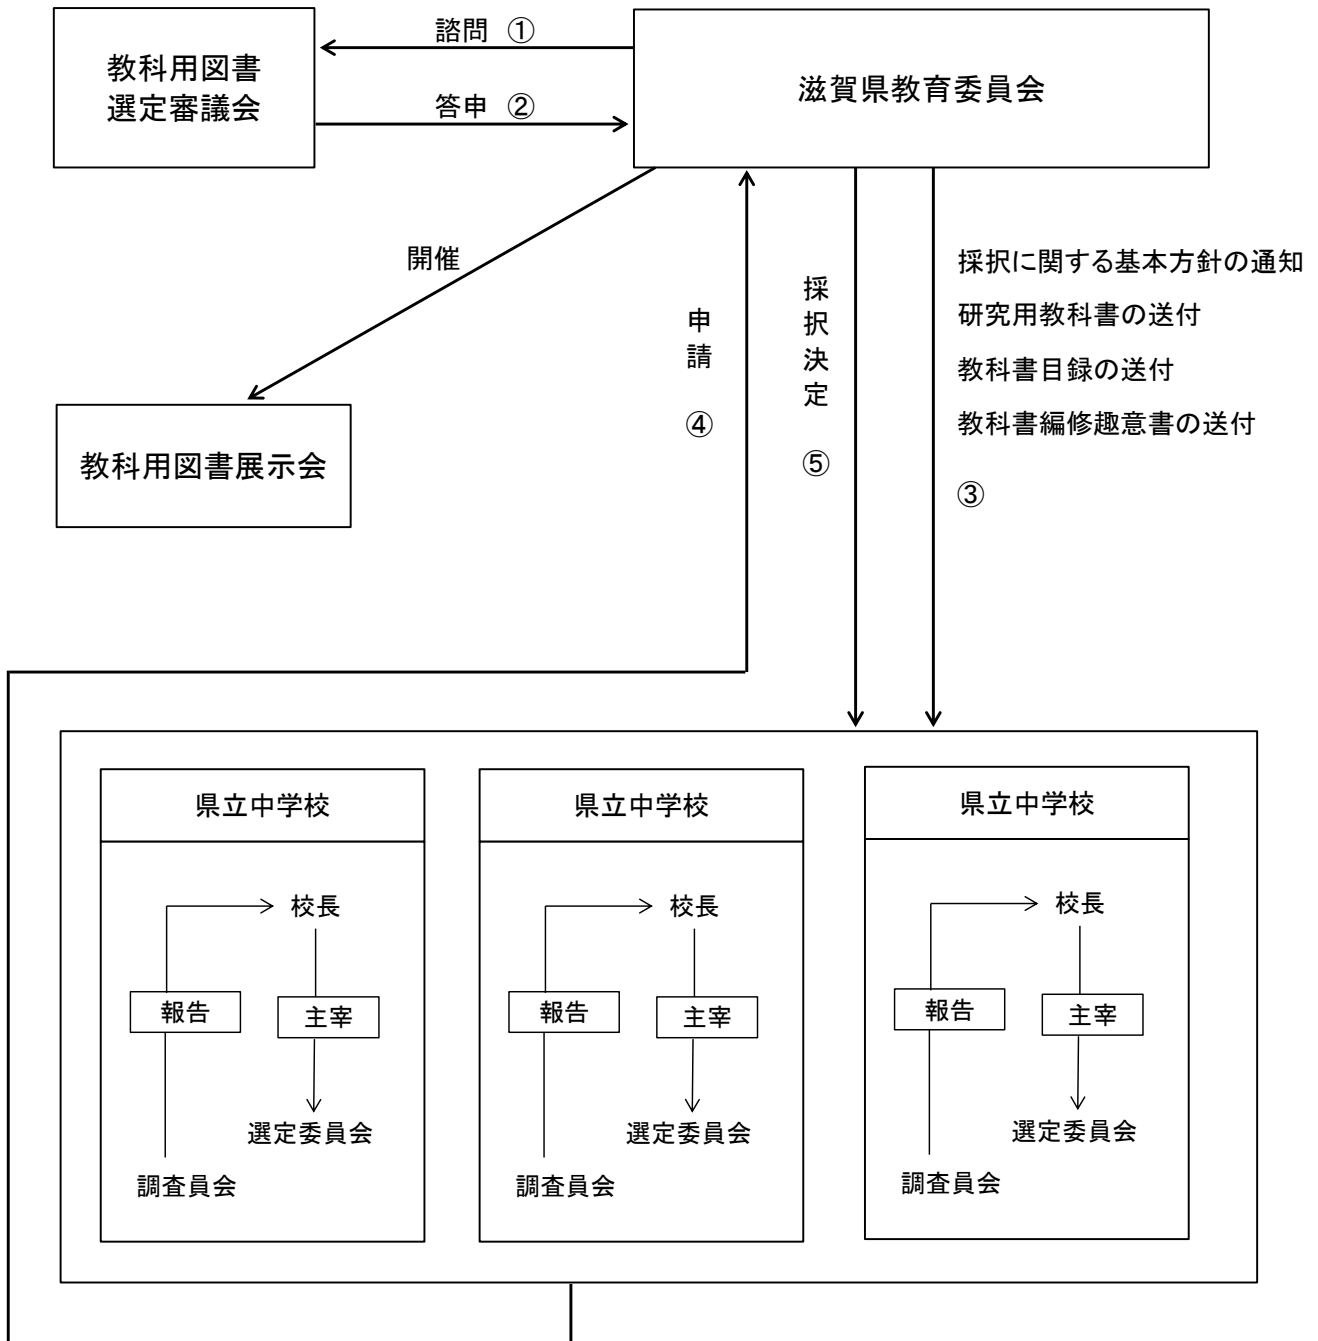 諮問 ①
教科用図書
選定審議会
滋賀県教育委員会
答申 ②
開催
採択に関する基本方針の通知
研究用教科書の送付
教科書目録の送付
教科書編修趣意書の送付
③
申請 ④
採択決定 ⑤
教科用図書展示会
県立中学校
校長
報告
主宰
選定委員会
調査員会
県立中学校
校長
報告
主宰
選定委員会
調査員会
県立中学校
校長
報告
主宰
選定委員会
調査員会